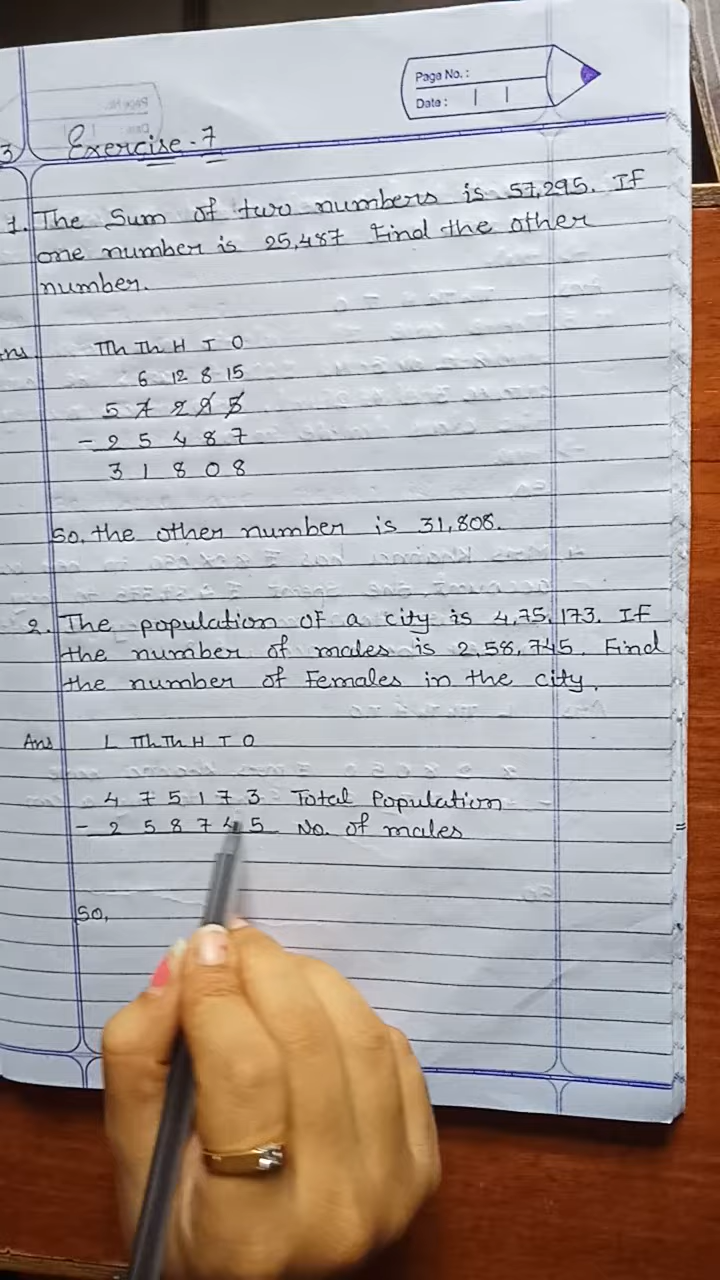 Page No. :
Date :
3
Exercise-7
1. The Sum of two numbers is 57,295. If
one number is 25,487 Find the other
number.
Ans TTh Th H T O
6 12 8 15
5 7 2 9 5
- 2 5 4 8 7
3 1 8 0 8
So, the other number is 31,808.
2. The population of a city is 4,75,173. If
the number of males is 2,58,745. Find
the number of Females in the city.
Ans L TTh Th H T O
4 7 5 1 7 3 Total Population
- 2 5 8 7 4 5 No. of males
So,